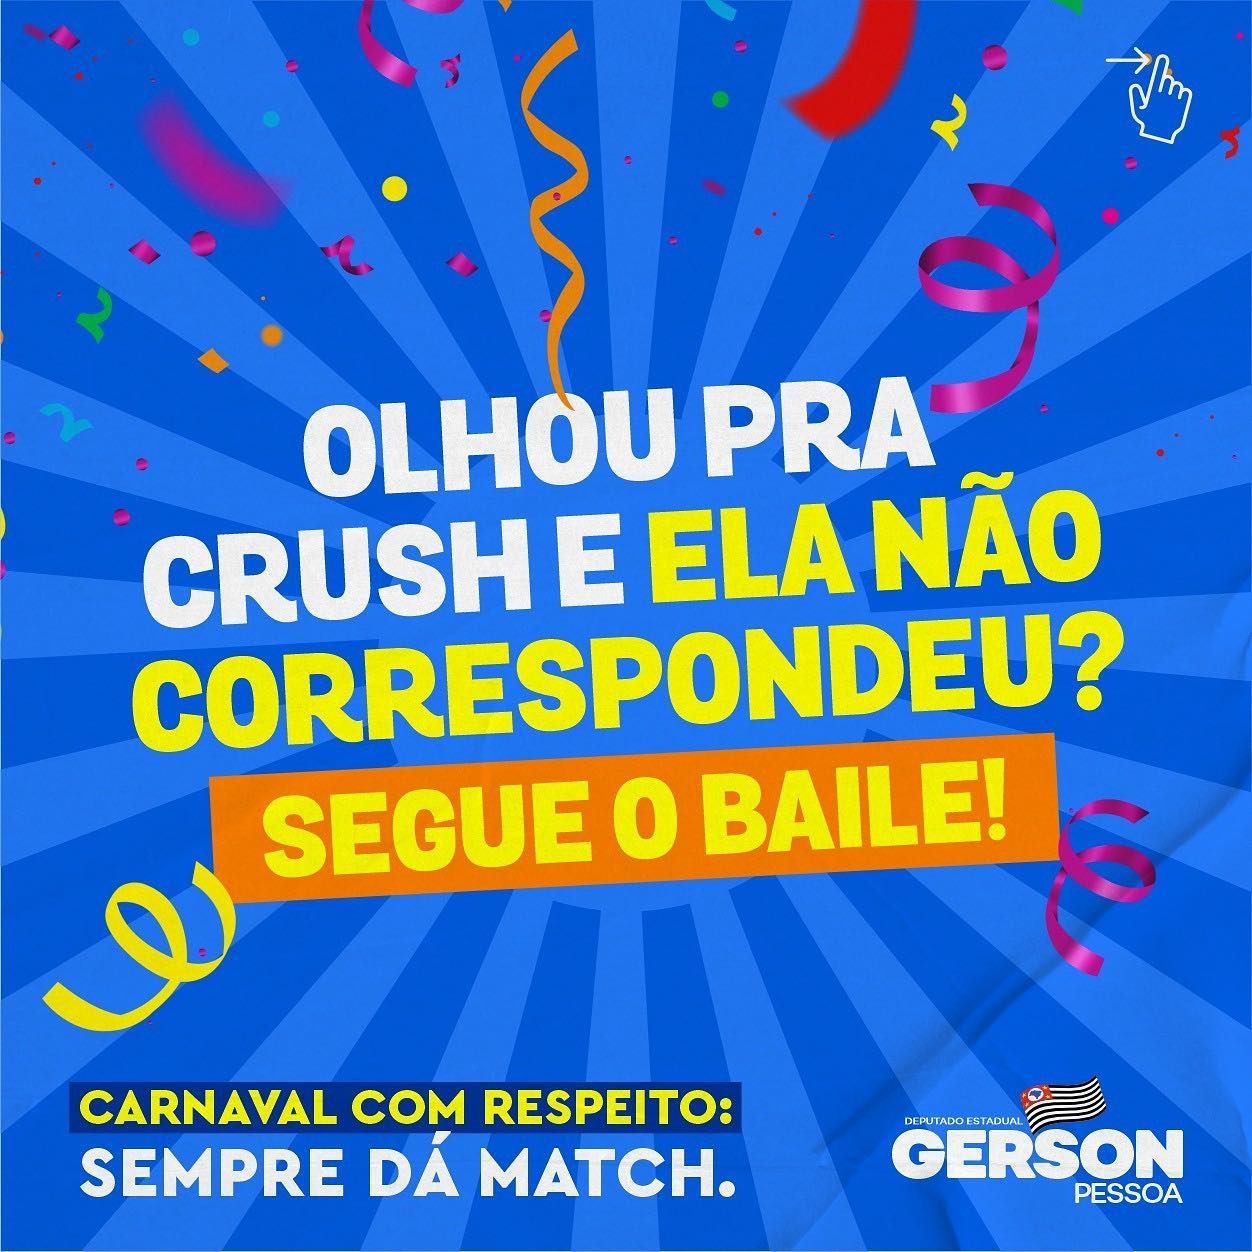 OLHOU PRA
CRUSH E ELA NÃO
CORRESPONDEU?
SEGUE O BAILE!
CARNAVAL COM RESPEITO:
SEMPRE DÁ MATCH.
DEPUTADO ESTADUAL
GERSON
PESSOA